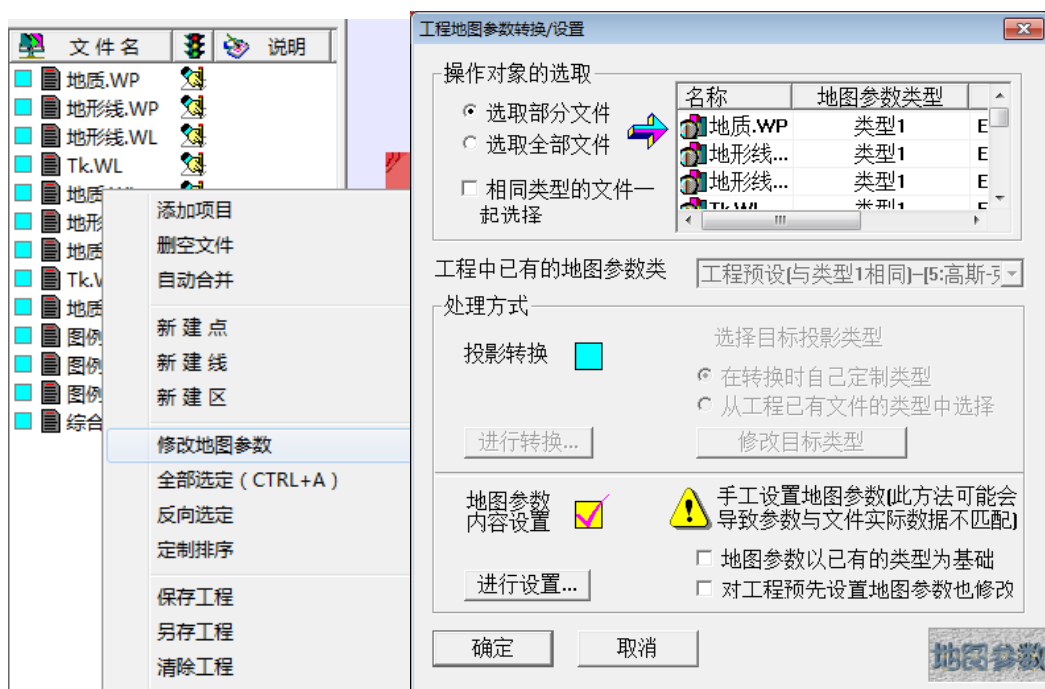 文件名 说明
地质.WP
地形线.WP
地形线.WL
Tk.WL
地质
地形
地质
Tk.W
地质
图例
图例
图例
综合
添加项目
删空文件
自动合并
新 建 点
新 建 线
新 建 区
修改地图参数
全部选定 ( CTRL+A )
反向选定
定制排序
保存工程
另存工程
清除工程
工程地图参数转换/设置
操作对象的选取
选取部分文件
选取全部文件
相同类型的文件一
起选择
名称 地图参数类型
地质.WP 类型1 E
地形线... 类型1 E
地形线... 类型1 E
Tk.WL 类型1 E
工程中已有的地图参数类
工程预设(与类型1相同)-[5:高斯-
处理方式
投影转换
选择目标投影类型
在转换时自己定制类型
从工程已有文件的类型中选择
进行转换... 修改目标类型
地图参数
内容设置
手工设置地图参数(此方法可能会
导致参数与文件实际数据不匹配)
地图参数以已有的类型为基础
进行设置...
对工程预先设置地图参数也修改
确定 取消
地图参数